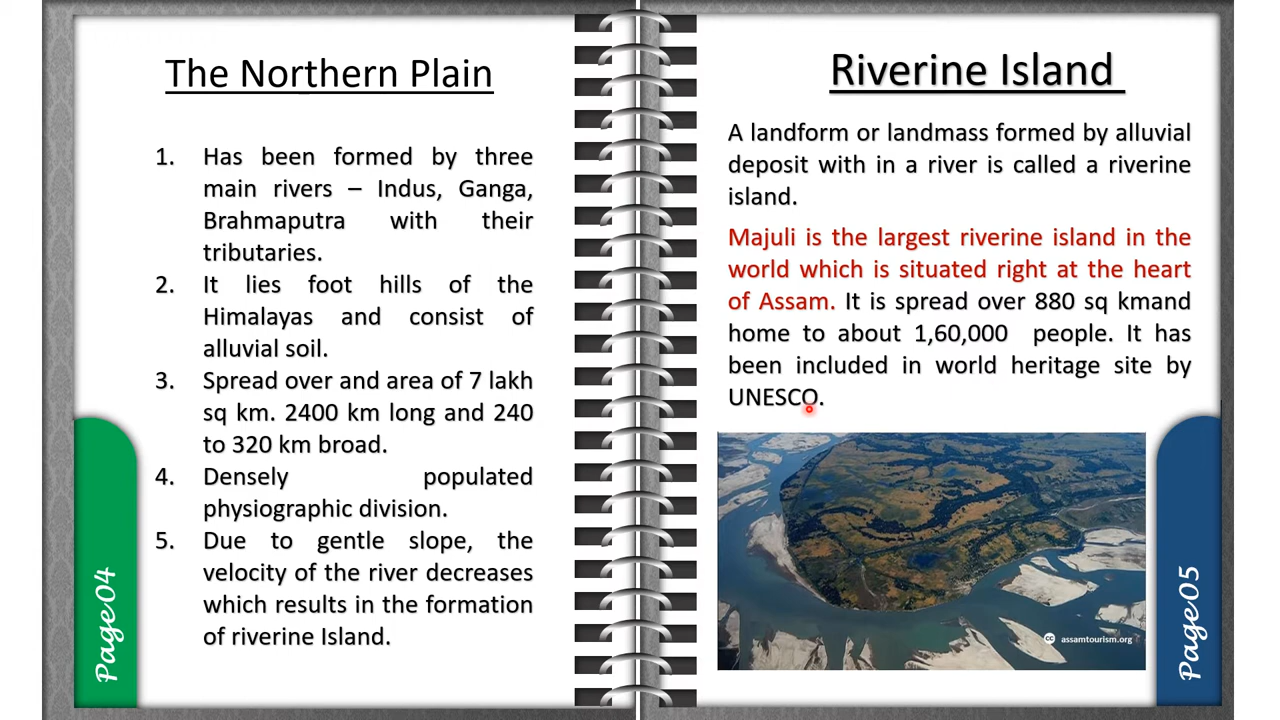 The Northern Plain
1. Has been formed by three
main rivers – Indus, Ganga,
Brahmaputra with their
tributaries.
2. It lies foot hills of the
Himalayas and consist of
alluvial soil.
3. Spread over and area of 7 lakh
sq km. 2400 km long and 240
to 320 km broad.
4. Densely populated
physiographic division.
5. Due to gentle slope, the
velocity of the river decreases
which results in the formation
of riverine Island.
Page04
Riverine Island
A landform or landmass formed by alluvial
deposit with in a river is called a riverine
island.
Majuli is the largest riverine island in the
world which is situated right at the heart
of Assam. It is spread over 880 sq kmand
home to about 1,60,000 people. It has
been included in world heritage site by
UNESCO.
cc assamtourism.org
Page05